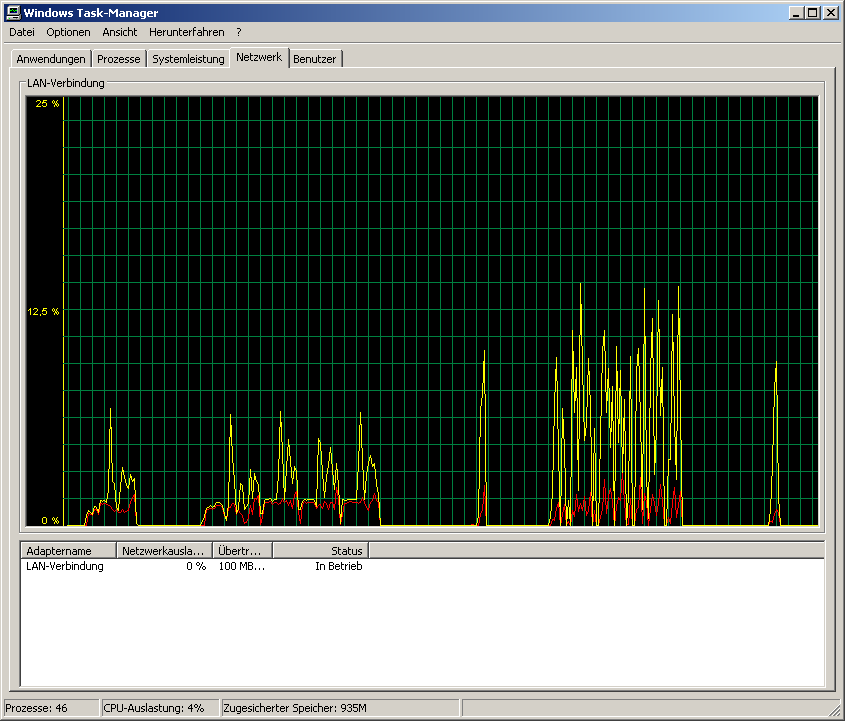 Windows Task-Manager
Datei Optionen Ansicht Herunterfahren ?
Anwendungen Prozesse Systemleistung Netzwerk Benutzer
LAN-Verbindung
25 %
12,5 %
0 %
Adaptername Netzwerkausla... Übertr... Status
LAN-Verbindung 0 % 100 MB... In Betrieb
Prozesse: 46 CPU-Auslastung: 4% Zugesicherter Speicher: 935M